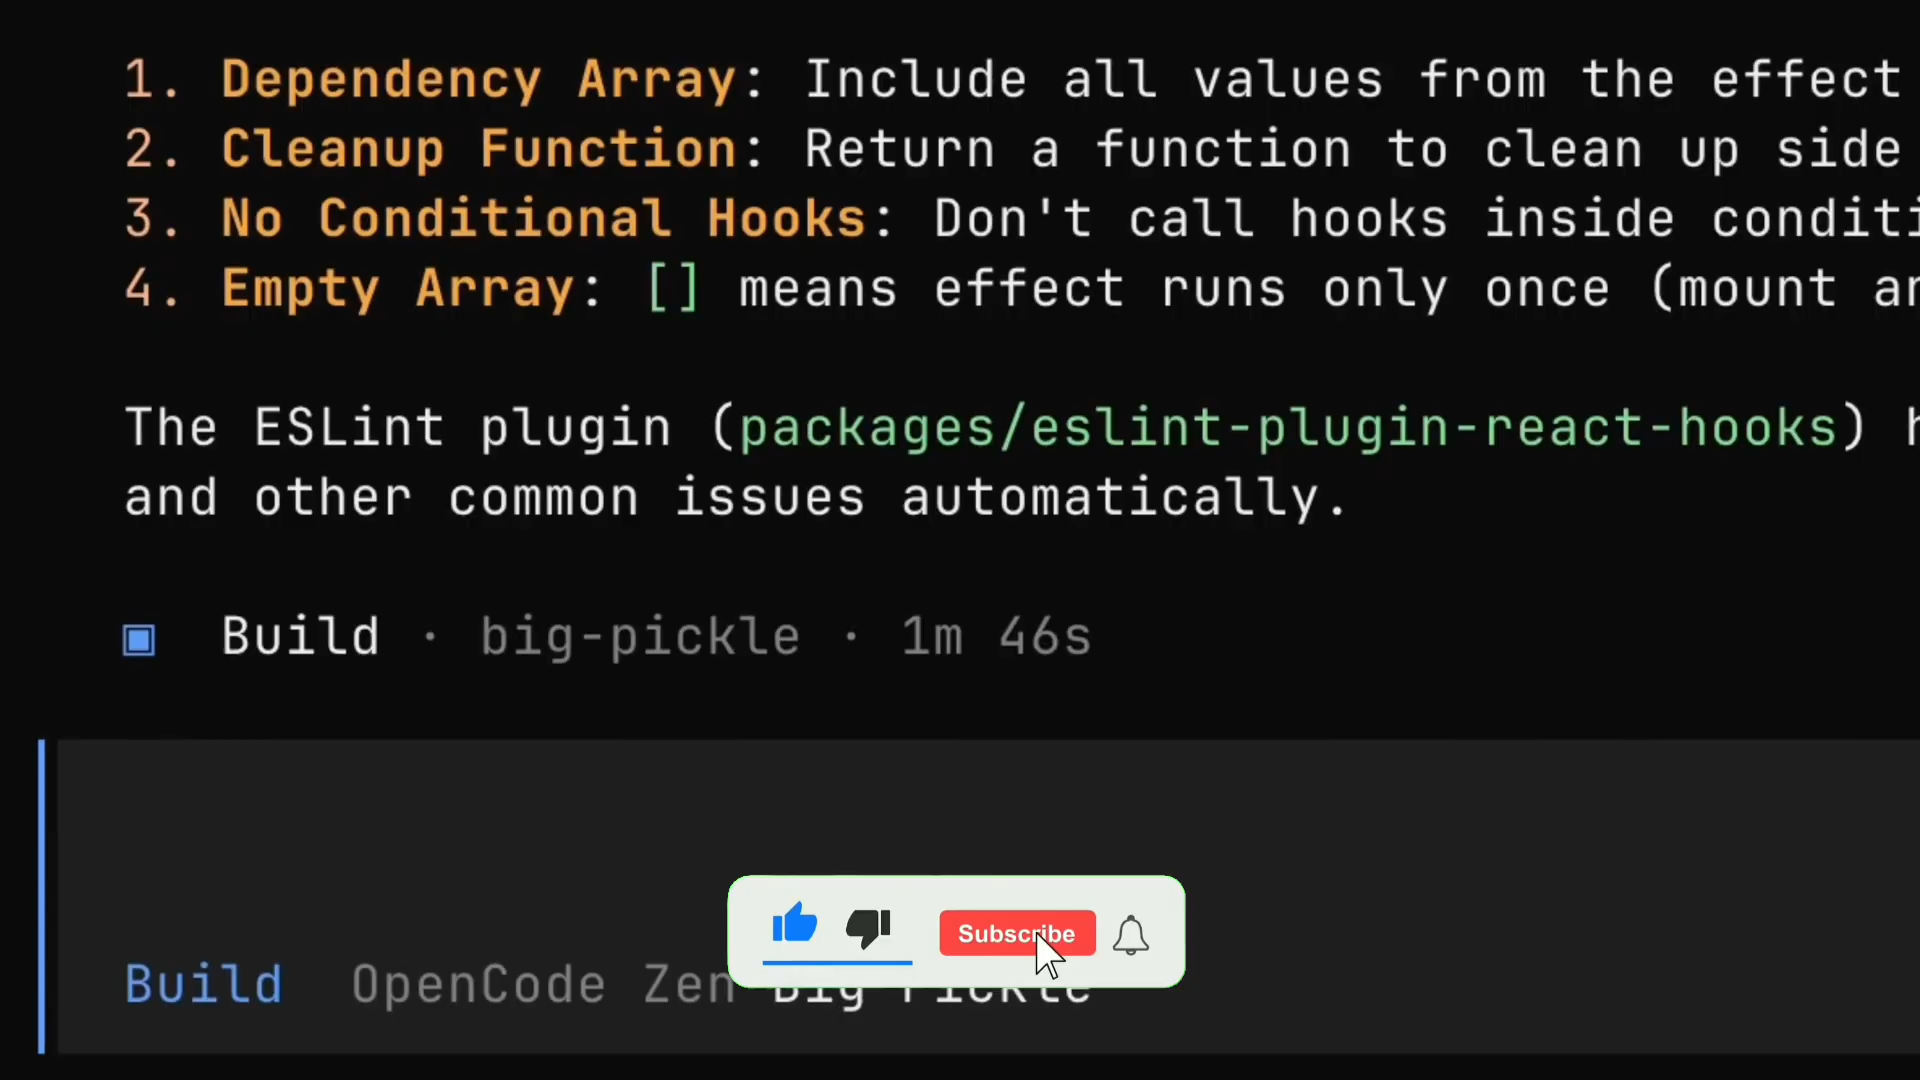 1. Dependency Array: Include all values from the effect
2. Cleanup Function: Return a function to clean up side
3. No Conditional Hooks: Don't call hooks inside conditi
4. Empty Array: [] means effect runs only once (mount an
The ESLint plugin (packages/eslint-plugin-react-hooks) h
and other common issues automatically.
Build · big-pickle · 1m 46s
Subscribe
Build OpenCode Zen Big Pickle